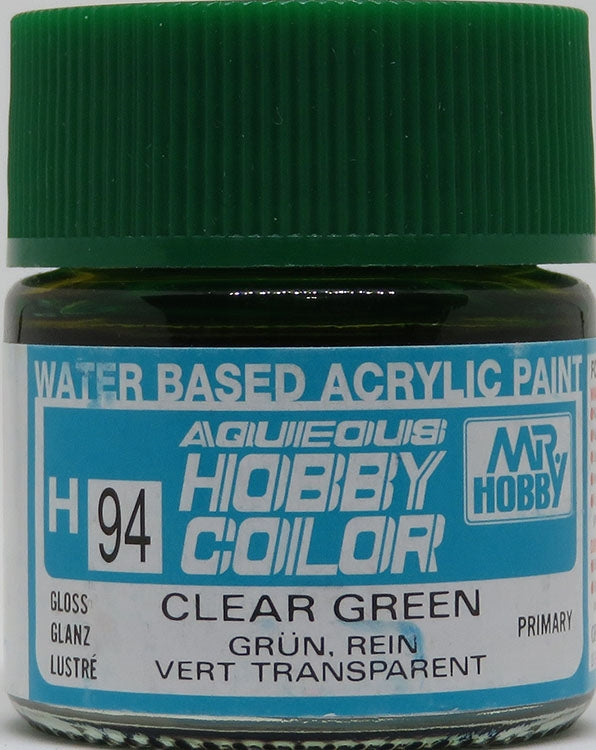 WATER BASED ACRYLIC PAINT
AQUEOUS
HOBBY
COLOR
H 94
MR
HOBBY
GLOSS
GLANZ
LUSTRÉ
CLEAR GREEN
GRÜN, REIN
VERT TRANSPARENT
PRIMARY